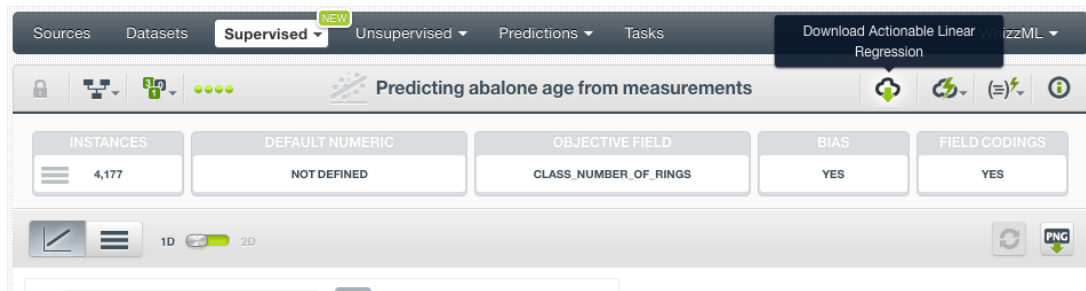 NEW
Sources Datasets Supervised Unsupervised Predictions Tasks
Download Actionable Linear
Regression
Predicting abalone age from measurements
INSTANCES DEFAULT NUMERIC OBJECTIVE FIELD BIAS FIELD CODINGS
4,177 NOT DEFINED CLASS_NUMBER_OF_RINGS YES YES
1D 2D PNG